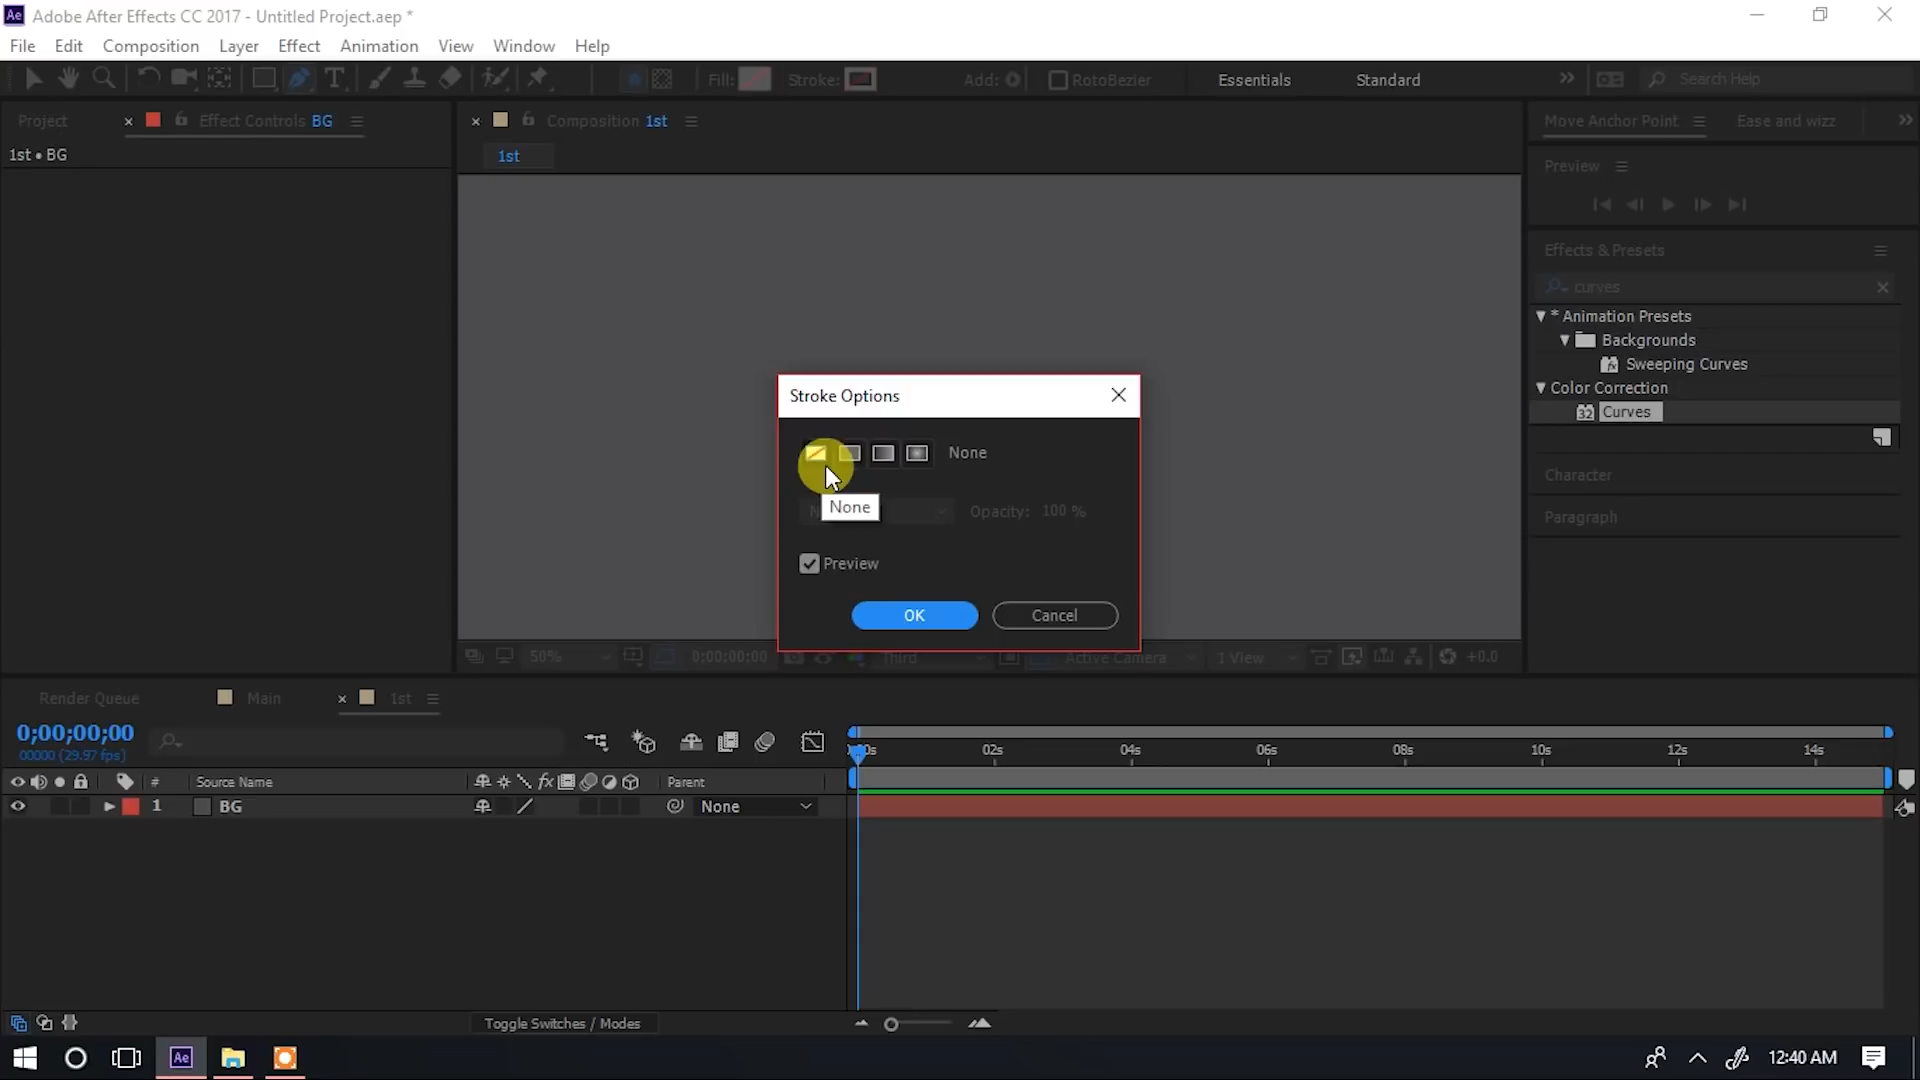 Ae Adobe After Effects CC 2017 - Untitled Project.aep *
File Edit Composition Layer Effect Animation View Window Help
Fill: Stroke: Add: RotoBezier Essentials Standard Search Help
Project Effect Controls BG Composition 1st Move Anchor Point Ease and wizz
1st • BG
1st
Preview
Effects & Presets
curves
* Animation Presets
Backgrounds
Sweeping Curves
Color Correction
32 Curves
Character
Paragraph
Stroke Options
None
None
Opacity: 100 %
Preview
OK Cancel
50% 0;00;00;00 Third Active Camera 1 View +0.0
Render Queue Main 1st
0;00;00;00
00000 (29.97 fps)
02s 04s 06s 08s 10s 12s 14s
# Source Name fx Parent
1 BG None
Toggle Switches / Modes
Ae 12:40 AM